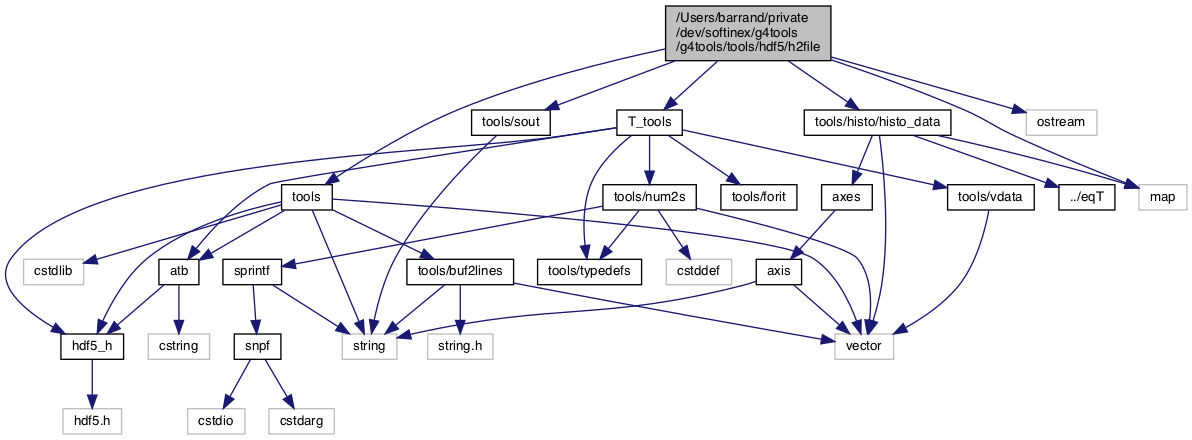 /Users/barrand/private
/dev/softinex/g4tools
/g4tools/tools/hdf5/h2file
tools/sout
T_tools
tools/histo/histo_data
ostream
tools
tools/num2s
tools/forit
axes
tools/vdata
../eqT
map
cstdlib
atb
sprintf
tools/buf2lines
tools/typedefs
cstddef
axis
hdf5_h
cstring
snpf
string
string.h
vector
hdf5.h
cstdio
cstdarg